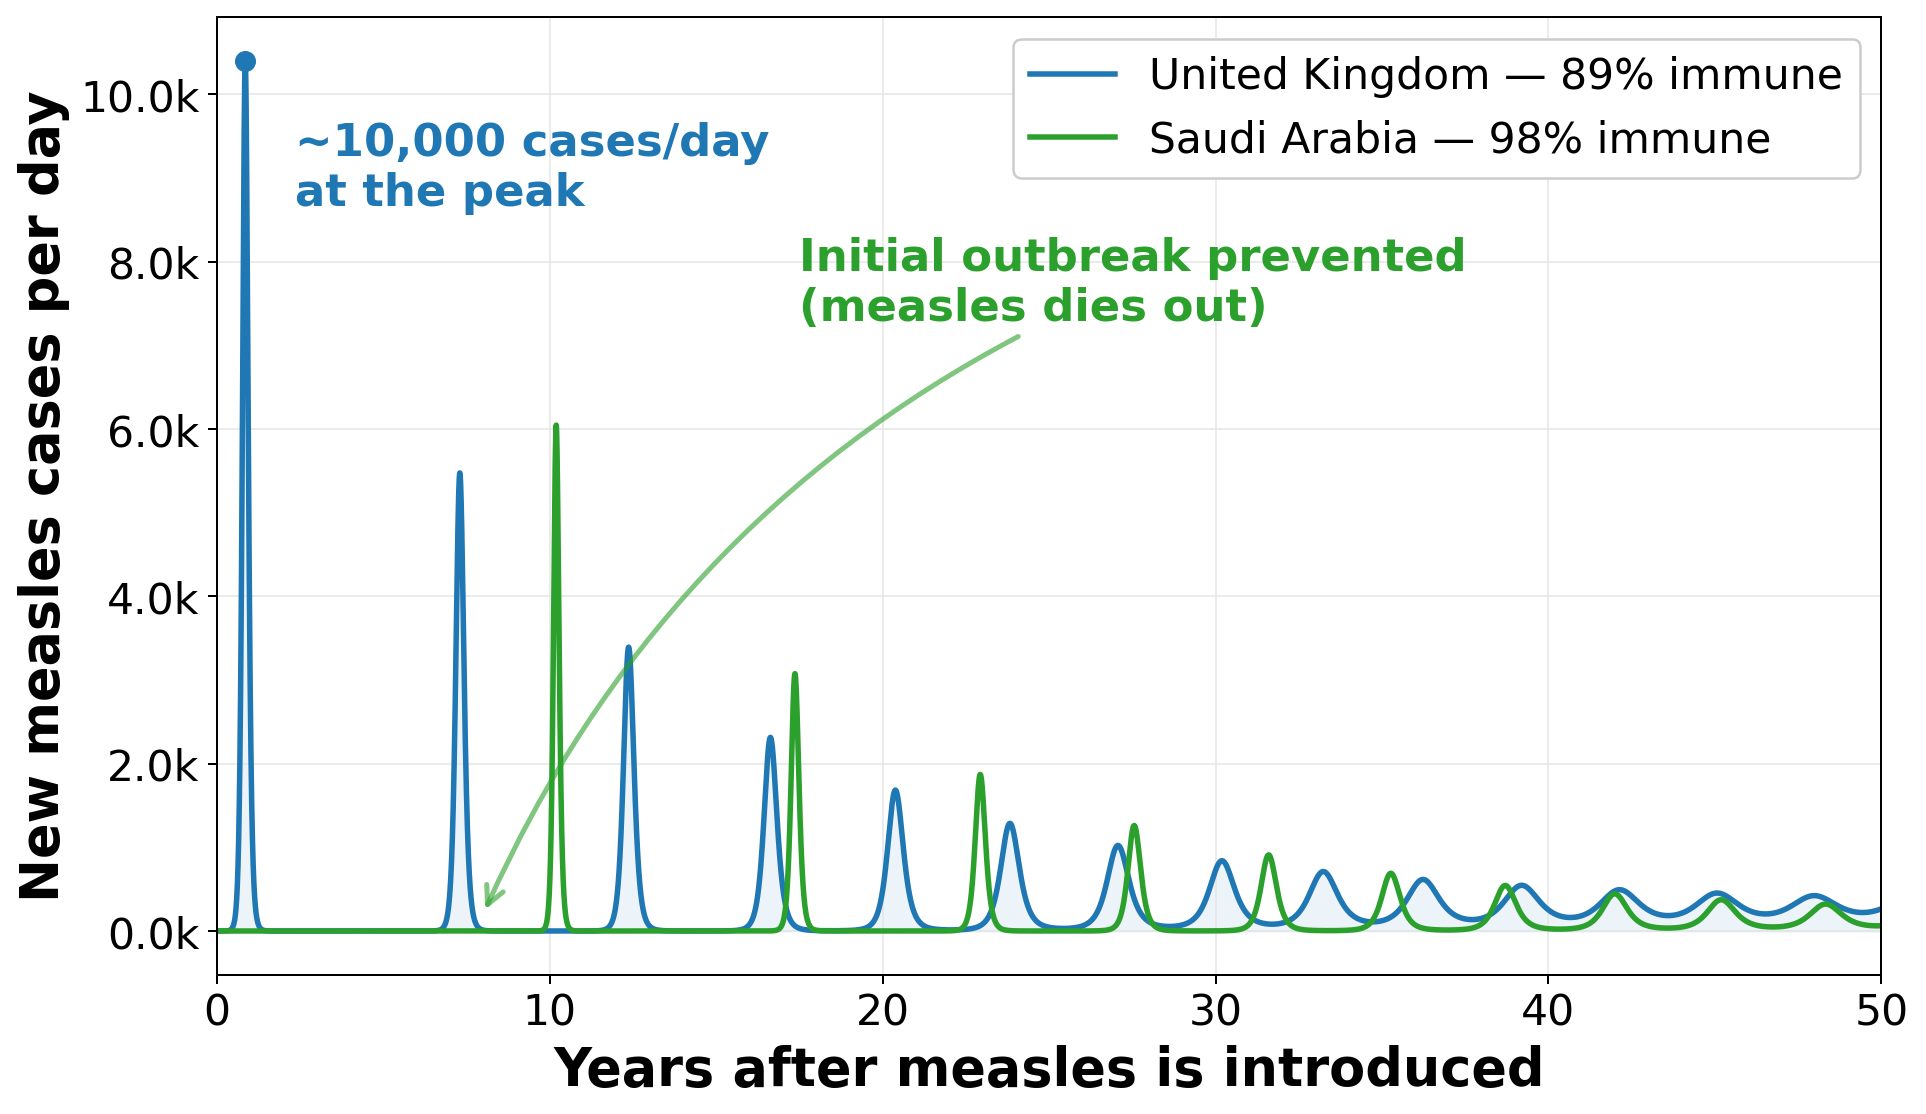 New measles cases per day
10.0k
8.0k
6.0k
4.0k
2.0k
0.0k
~10,000 cases/day
at the peak
United Kingdom — 89% immune
Saudi Arabia — 98% immune
Initial outbreak prevented
(measles dies out)
0
10
20
30
40
50
Years after measles is introduced